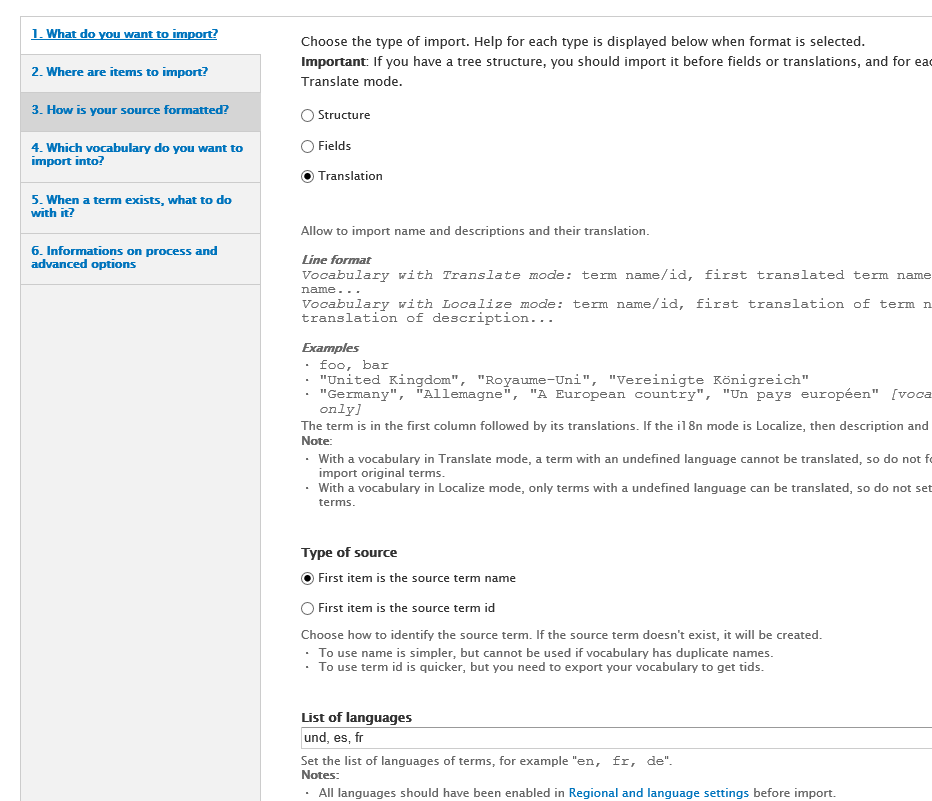 1. What do you want to import?
2. Where are items to import?
3. How is your source formatted?
4. Which vocabulary do you want to
import into?
5. When a term exists, what to do
with it?
6. Informations on process and
advanced options
Choose the type of import. Help for each type is displayed below when format is selected.
Important: If you have a tree structure, you should import it before fields or translations, and for
Translate mode.
Structure
Fields
Translation
Allow to import name and descriptions and their translation.
Line format
Vocabulary with Translate mode: term name/id, first translated term name
name...
Vocabulary with Localize mode: term name/id, first translation of term
translation of description...
Examples
· foo, bar
· "United Kingdom", "Royaume-Uni", "Vereinigte Königreich"
· "Germany", "Allemagne", "A European country", "Un pays européen"
only]
The term is in the first column followed by its translations. If the i18n mode is Localize, then description and
Note:
· With a vocabulary in Translate mode, a term with an undefined language cannot be translated, so do not
import original terms.
· With a vocabulary in Localize mode, only terms with a undefined language can be translated, so do not set
terms.
Type of source
First item is the source term name
First item is the source term id
Choose how to identify the source term. If the source term doesn't exist, it will be created.
· To use name is simpler, but cannot be used if vocabulary has duplicate names.
· To use term id is quicker, but you need to export your vocabulary to get tids.
List of languages
und, es, fr
Set the list of languages of terms, for example "en, fr, de".
Notes:
· All languages should have been enabled in Regional and language settings before import.